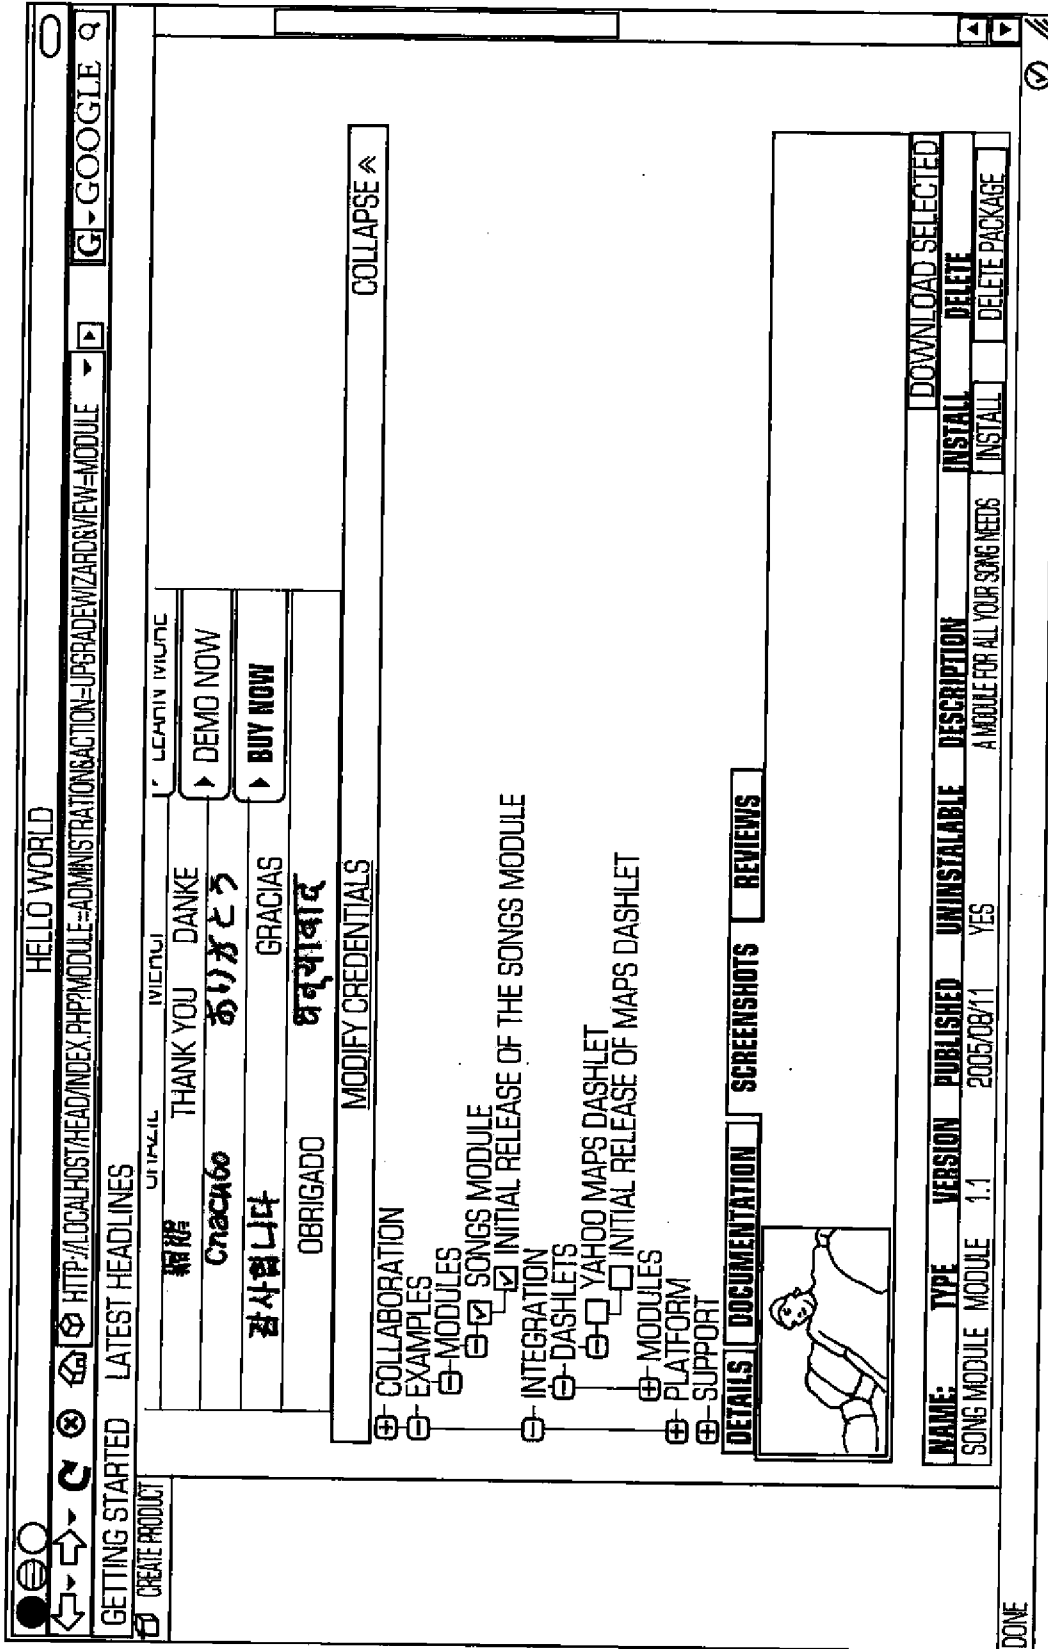 HELLO WORLD
HTTP://LOCALHOST/HEAD/INDEX.PHP?MODULE=ADMINISTRATION&ACTION=UPGRADEWIZARD&VIEW=MODULE G GOOGLE
GETTING STARTED LATEST HEADLINES
CREATE PRODUCT
LEARN MORE
THANK YOU DANKE
DEMO NOW
Спасибо ありがとう
감사합니다 GRACIAS
BUY NOW
OBRIGADO धन्यवाद
MODIFY CREDENTIALS
COLLAPSE
COLLABORATION
EXAMPLES
MODULES
SONGS MODULE
INITIAL RELEASE OF THE SONGS MODULE
INTEGRATION
DASHLETS
YAHOO MAPS DASHLET
INITIAL RELEASE OF MAPS DASHLET
MODULES
PLATFORM
SUPPORT
DETAILS DOCUMENTATION SCREENSHOTS REVIEWS
DOWNLOAD SELECTED
NAME: TYPE VERSION PUBLISHED UNINSTALABLE DESCRIPTION INSTALL DELETE
SONG MODULE MODULE 1.1 2005/08/11 YES A MODULE FOR ALL YOUR SONG NEEDS INSTALL DELETE PACKAGE
DONE